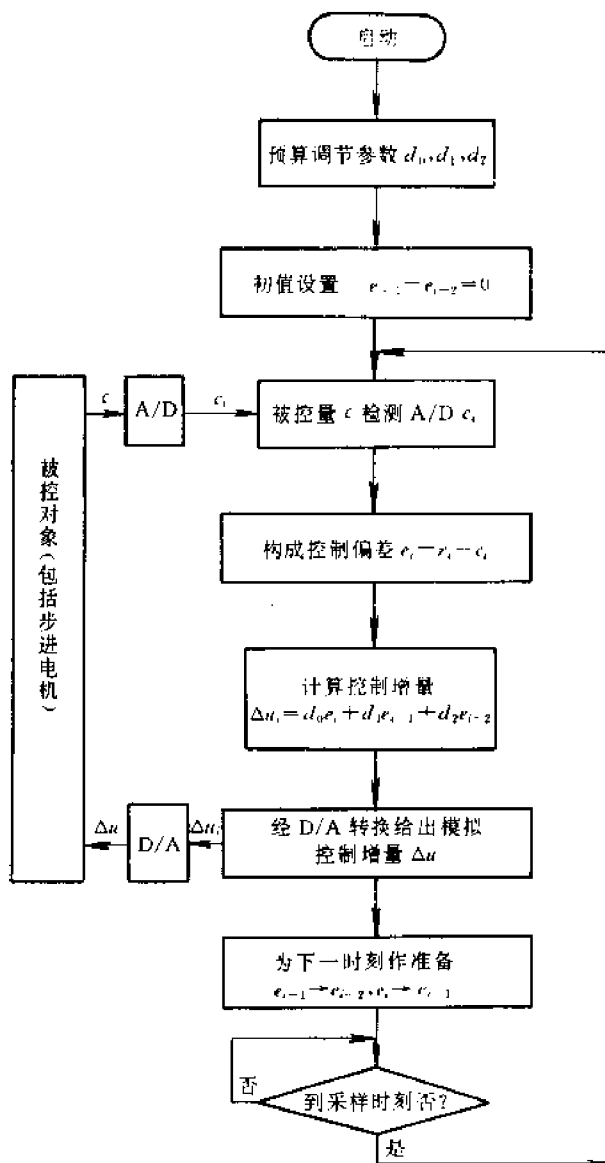 启动
预算调节参数 d₀,d₁,d₂
初值设置 eᵢ₋₁=eᵢ₋₂=0
c
A/D
cᵢ
被控量 c 检测 A/D cᵢ
被控对象(包括步进电机)
构成控制偏差 eᵢ=rᵢ-cᵢ
计算控制增量
Δuᵢ=d₀eᵢ+d₁eᵢ₋₁+d₂eᵢ₋₂
Δu
D/A
Δuᵢ
经 D/A 转换给出模拟
控制增量 Δu
为下一时刻作准备
eᵢ₋₁→eᵢ₋₂,eᵢ→eᵢ₋₁
否
到采样时刻否?
是